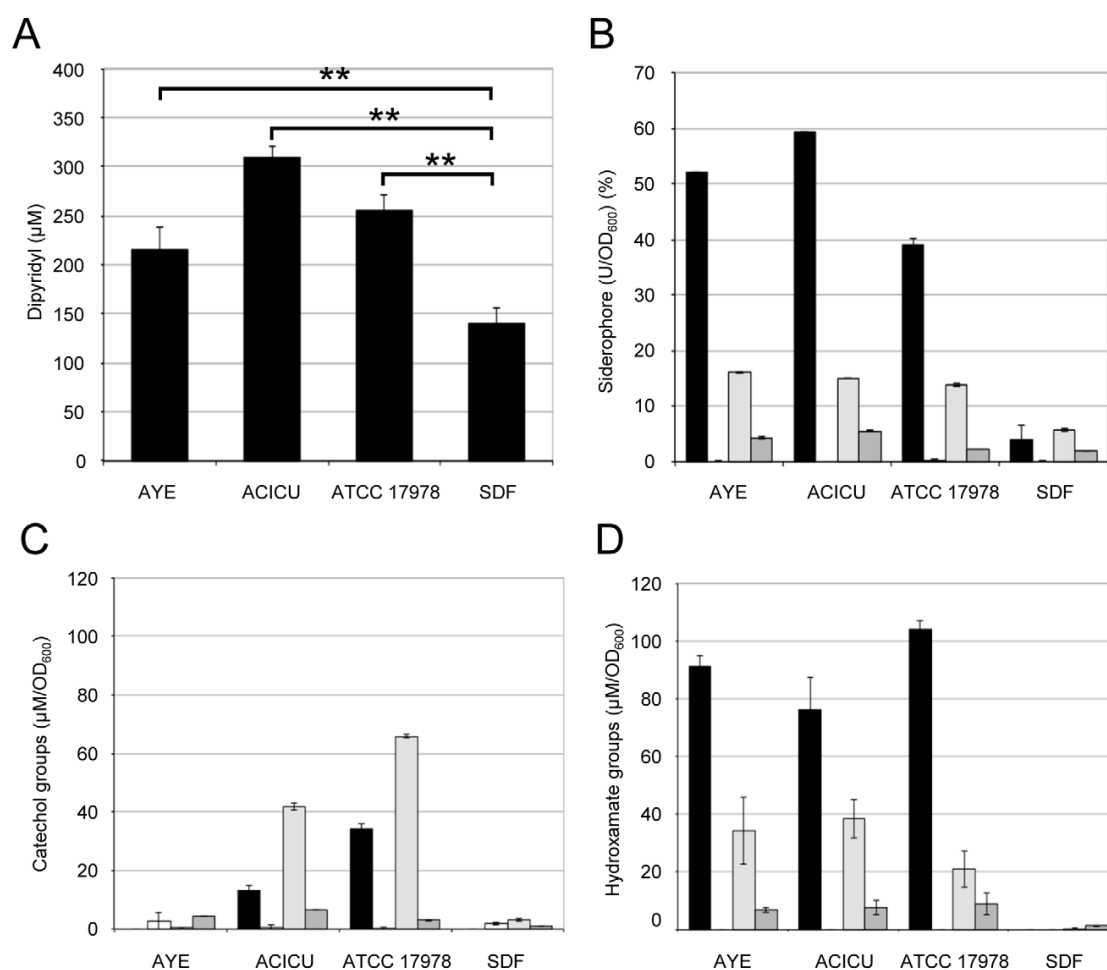 A
Dipyridyl (µM)
400
350
300
250
200
150
100
50
0
**
**
**
AYE ACICU ATCC 17978 SDF
B
Siderophore (U/OD600) (%)
70
60
50
40
30
20
10
0
AYE ACICU ATCC 17978 SDF
C
Catechol groups (µM/OD600)
120
100
80
60
40
20
0
AYE ACICU ATCC 17978 SDF
D
Hydroxamate groups (µM/OD600)
120
100
80
60
40
20
0
AYE ACICU ATCC 17978 SDF